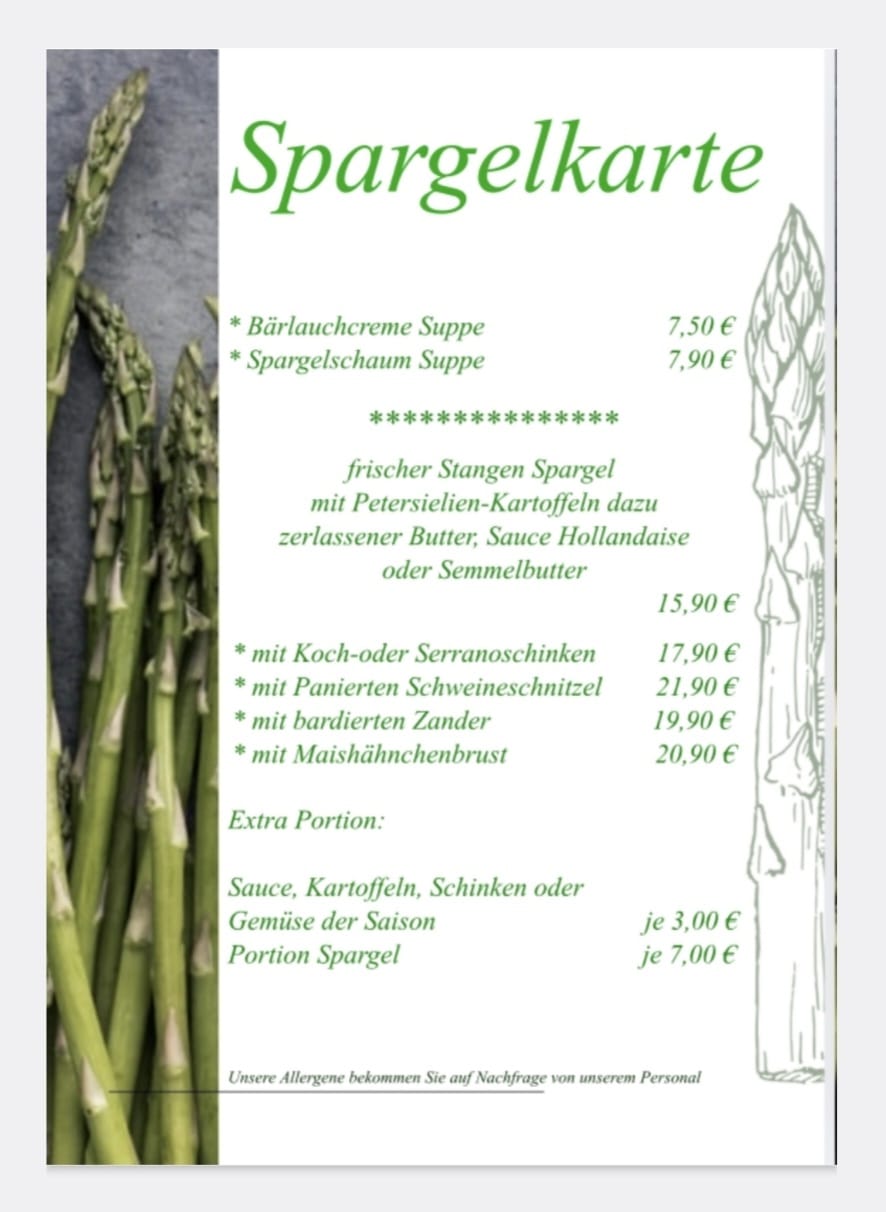 Spargelkarte
* Bärlauchcreme Suppe 7,50 €
* Spargelschaum Suppe 7,90 €
***************
frischer Stangen Spargel
mit Petersielien-Kartoffeln dazu
zerlassener Butter, Sauce Hollandaise
oder Semmelbutter
15,90 €
* mit Koch-oder Serranoschinken 17,90 €
* mit Panierten Schweineschnitzel 21,90 €
* mit bardierten Zander 19,90 €
* mit Maishähnchenbrust 20,90 €
Extra Portion:
Sauce, Kartoffeln, Schinken oder
Gemüse der Saison je 3,00 €
Portion Spargel je 7,00 €
Unsere Allergene bekommen Sie auf Nachfrage von unserem Personal